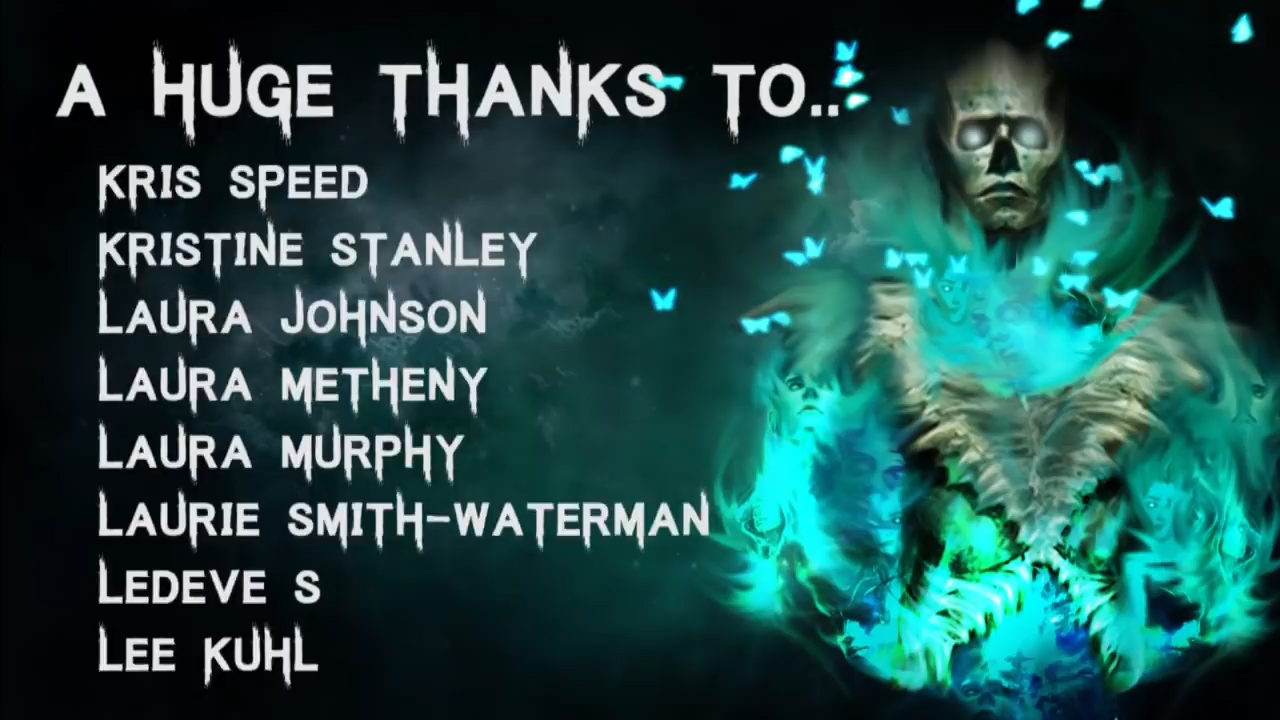 A HUGE THANKS TO..
KRIS SPEED
KRISTINE STANLEY
LAURA JOHNSON
LAURA METHENY
LAURA MURPHY
LAURIE SMITH-WATERMAN
LEDEVE S
LEE KUHL